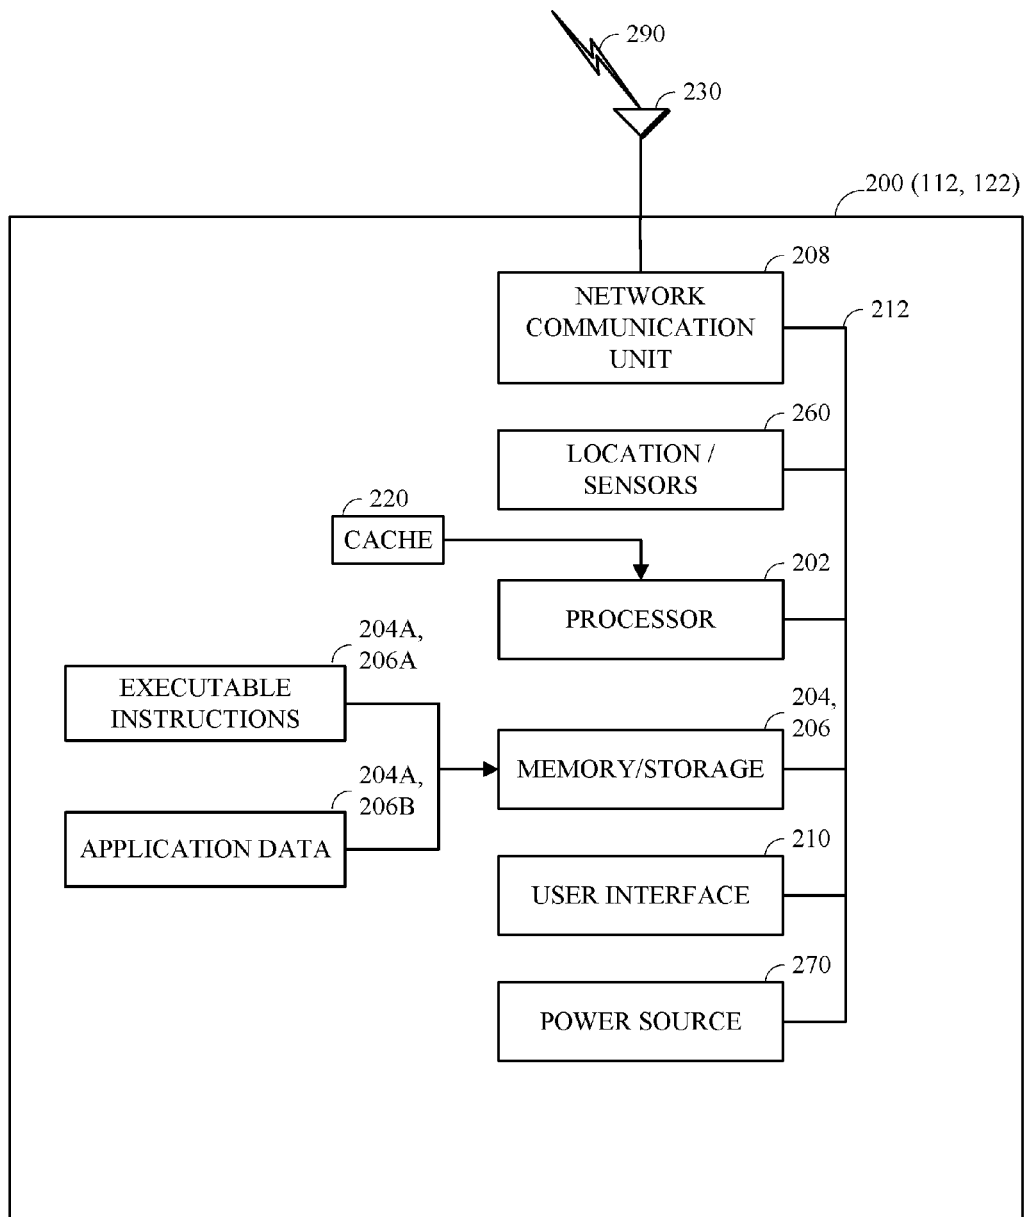 290
230
200 (112, 122)
208
NETWORK
COMMUNICATION
UNIT
212
260
LOCATION /
SENSORS
220
CACHE
202
PROCESSOR
204A,
206A
EXECUTABLE
INSTRUCTIONS
204,
206
MEMORY/STORAGE
204A,
206B
APPLICATION DATA
210
USER INTERFACE
270
POWER SOURCE